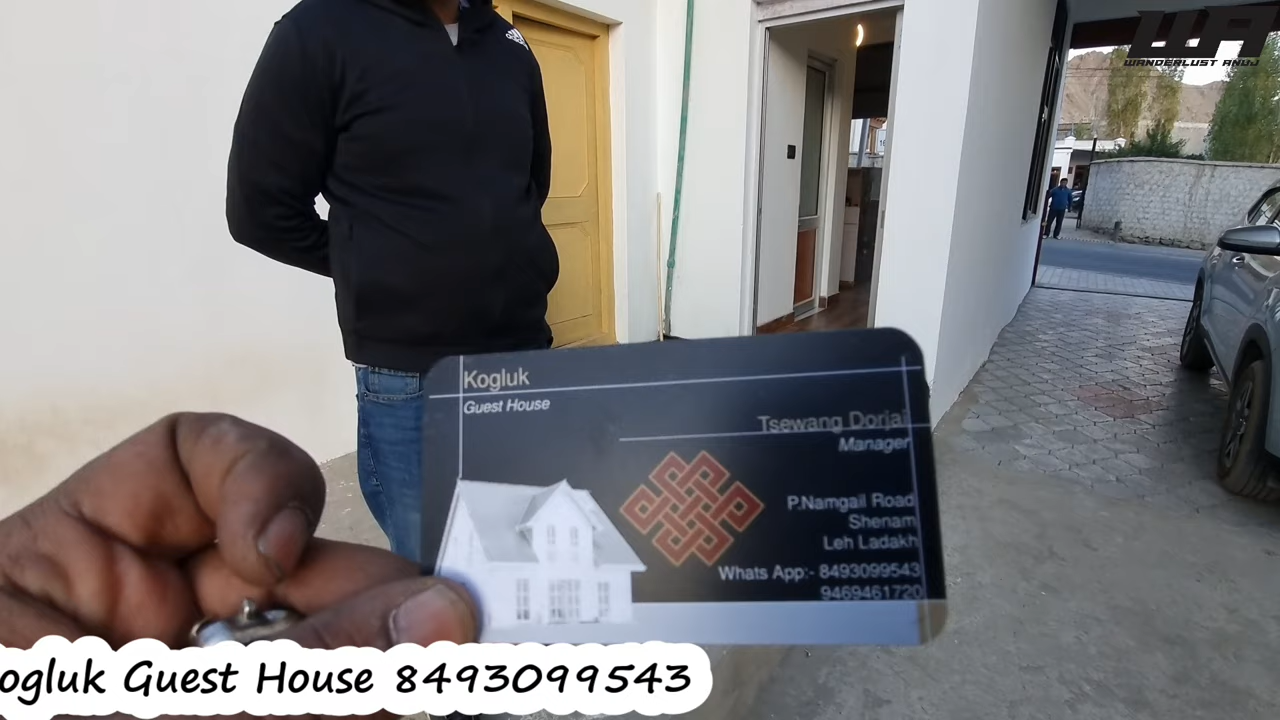 WA
WANDERLUST ANUJ
Kogluk
Guest House
Tsewang Dorjai
Manager
P.Namgail Road
Shenam
Leh Ladakh
Whats App:- 8493099543
9469461720
ogluk Guest House 8493099543